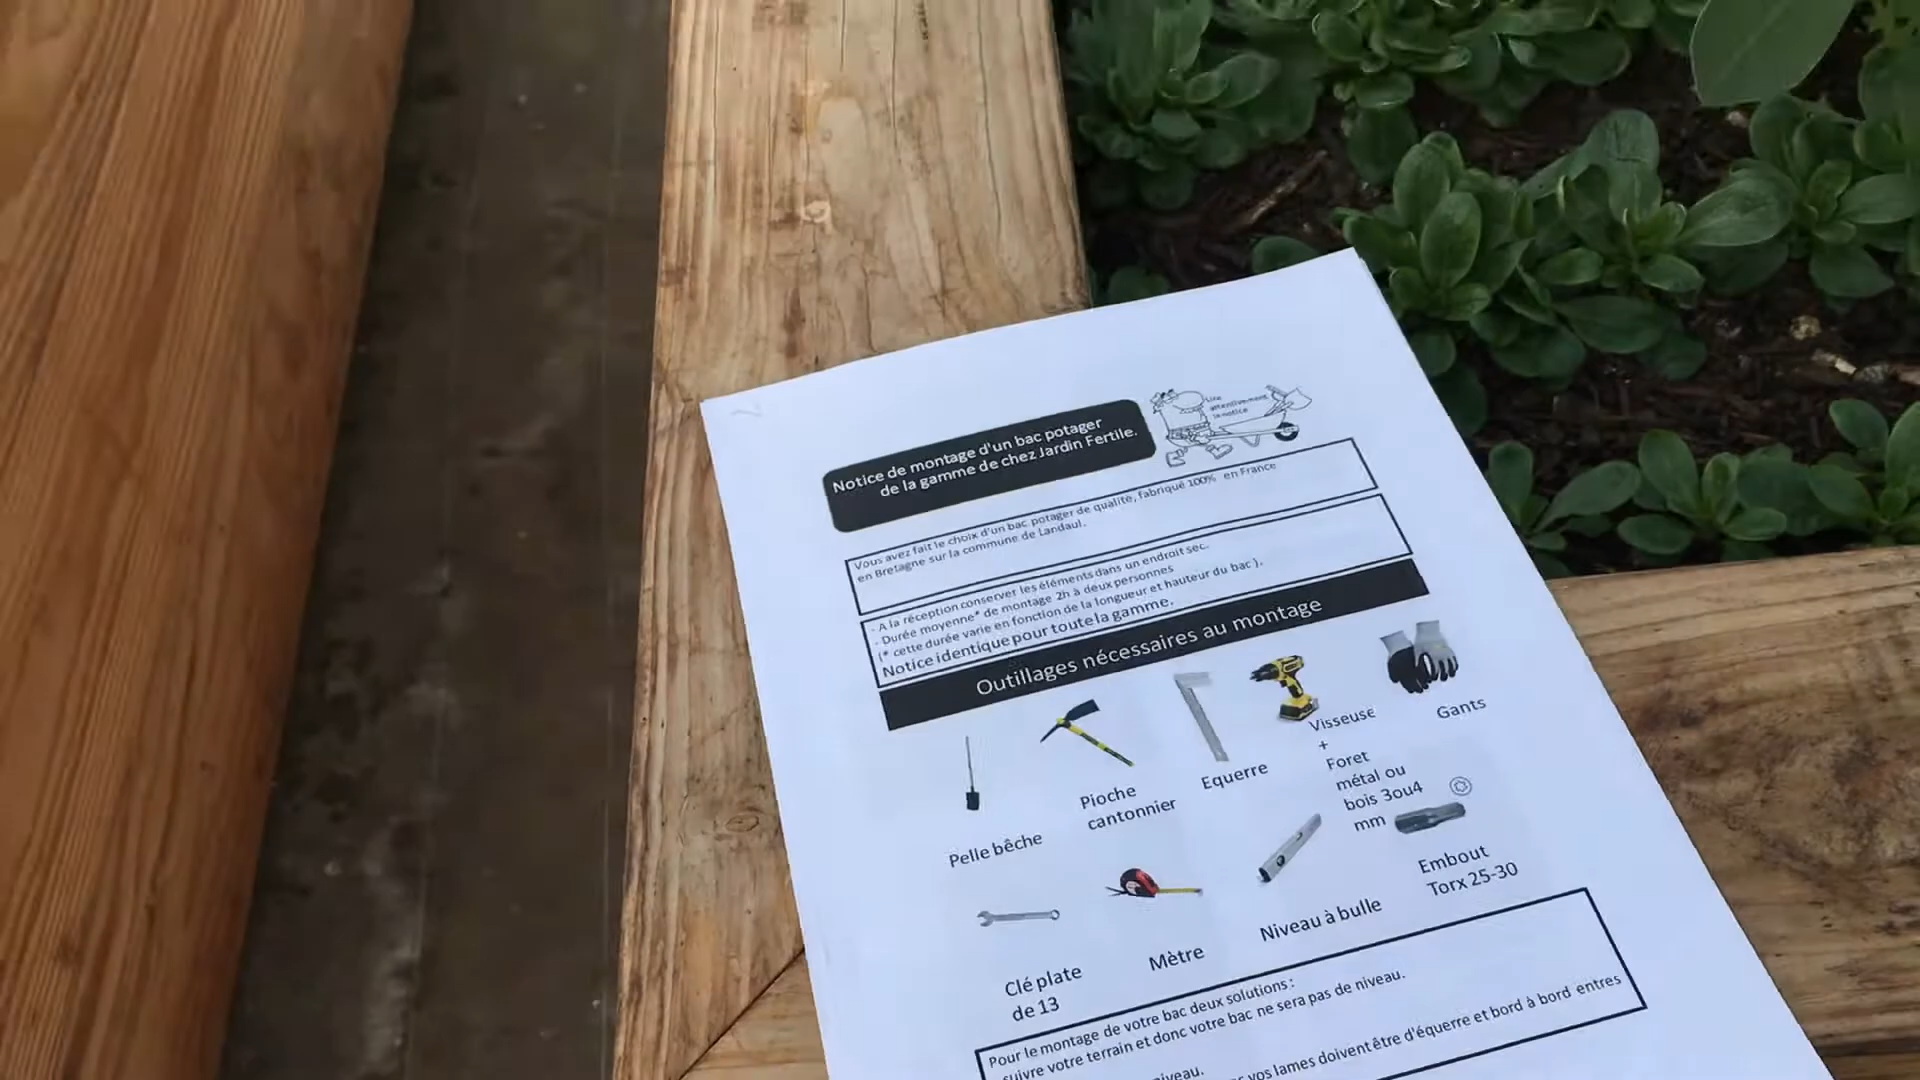 Notice de montage d'un bac potager
de la gamme de chez Jardin Fertile.
Lire
attentivement
la notice
Vous avez fait le choix d'un bac potager de qualité, fabriqué 100% en France
en Bretagne sur la commune de Landaul.
- A la réception conserver les éléments dans un endroit sec.
- Durée moyenne* de montage 2h à deux personnes
(* cette durée varie en fonction de la longueur et hauteur du bac ).
Notice identique pour toute la gamme.
Outillages nécessaires au montage
Pelle bêche
Pioche
cantonnier
Equerre
Visseuse
+
Foret
métal ou
bois 3ou4
mm
Gants
Clé plate
de 13
Mètre
Niveau à bulle
Embout
Torx 25-30
Pour le montage de votre bac deux solutions :
suivre votre terrain et donc votre bac ne sera pas de niveau.
niveau.
vos lames doivent être d'équerre et bord à bord entres